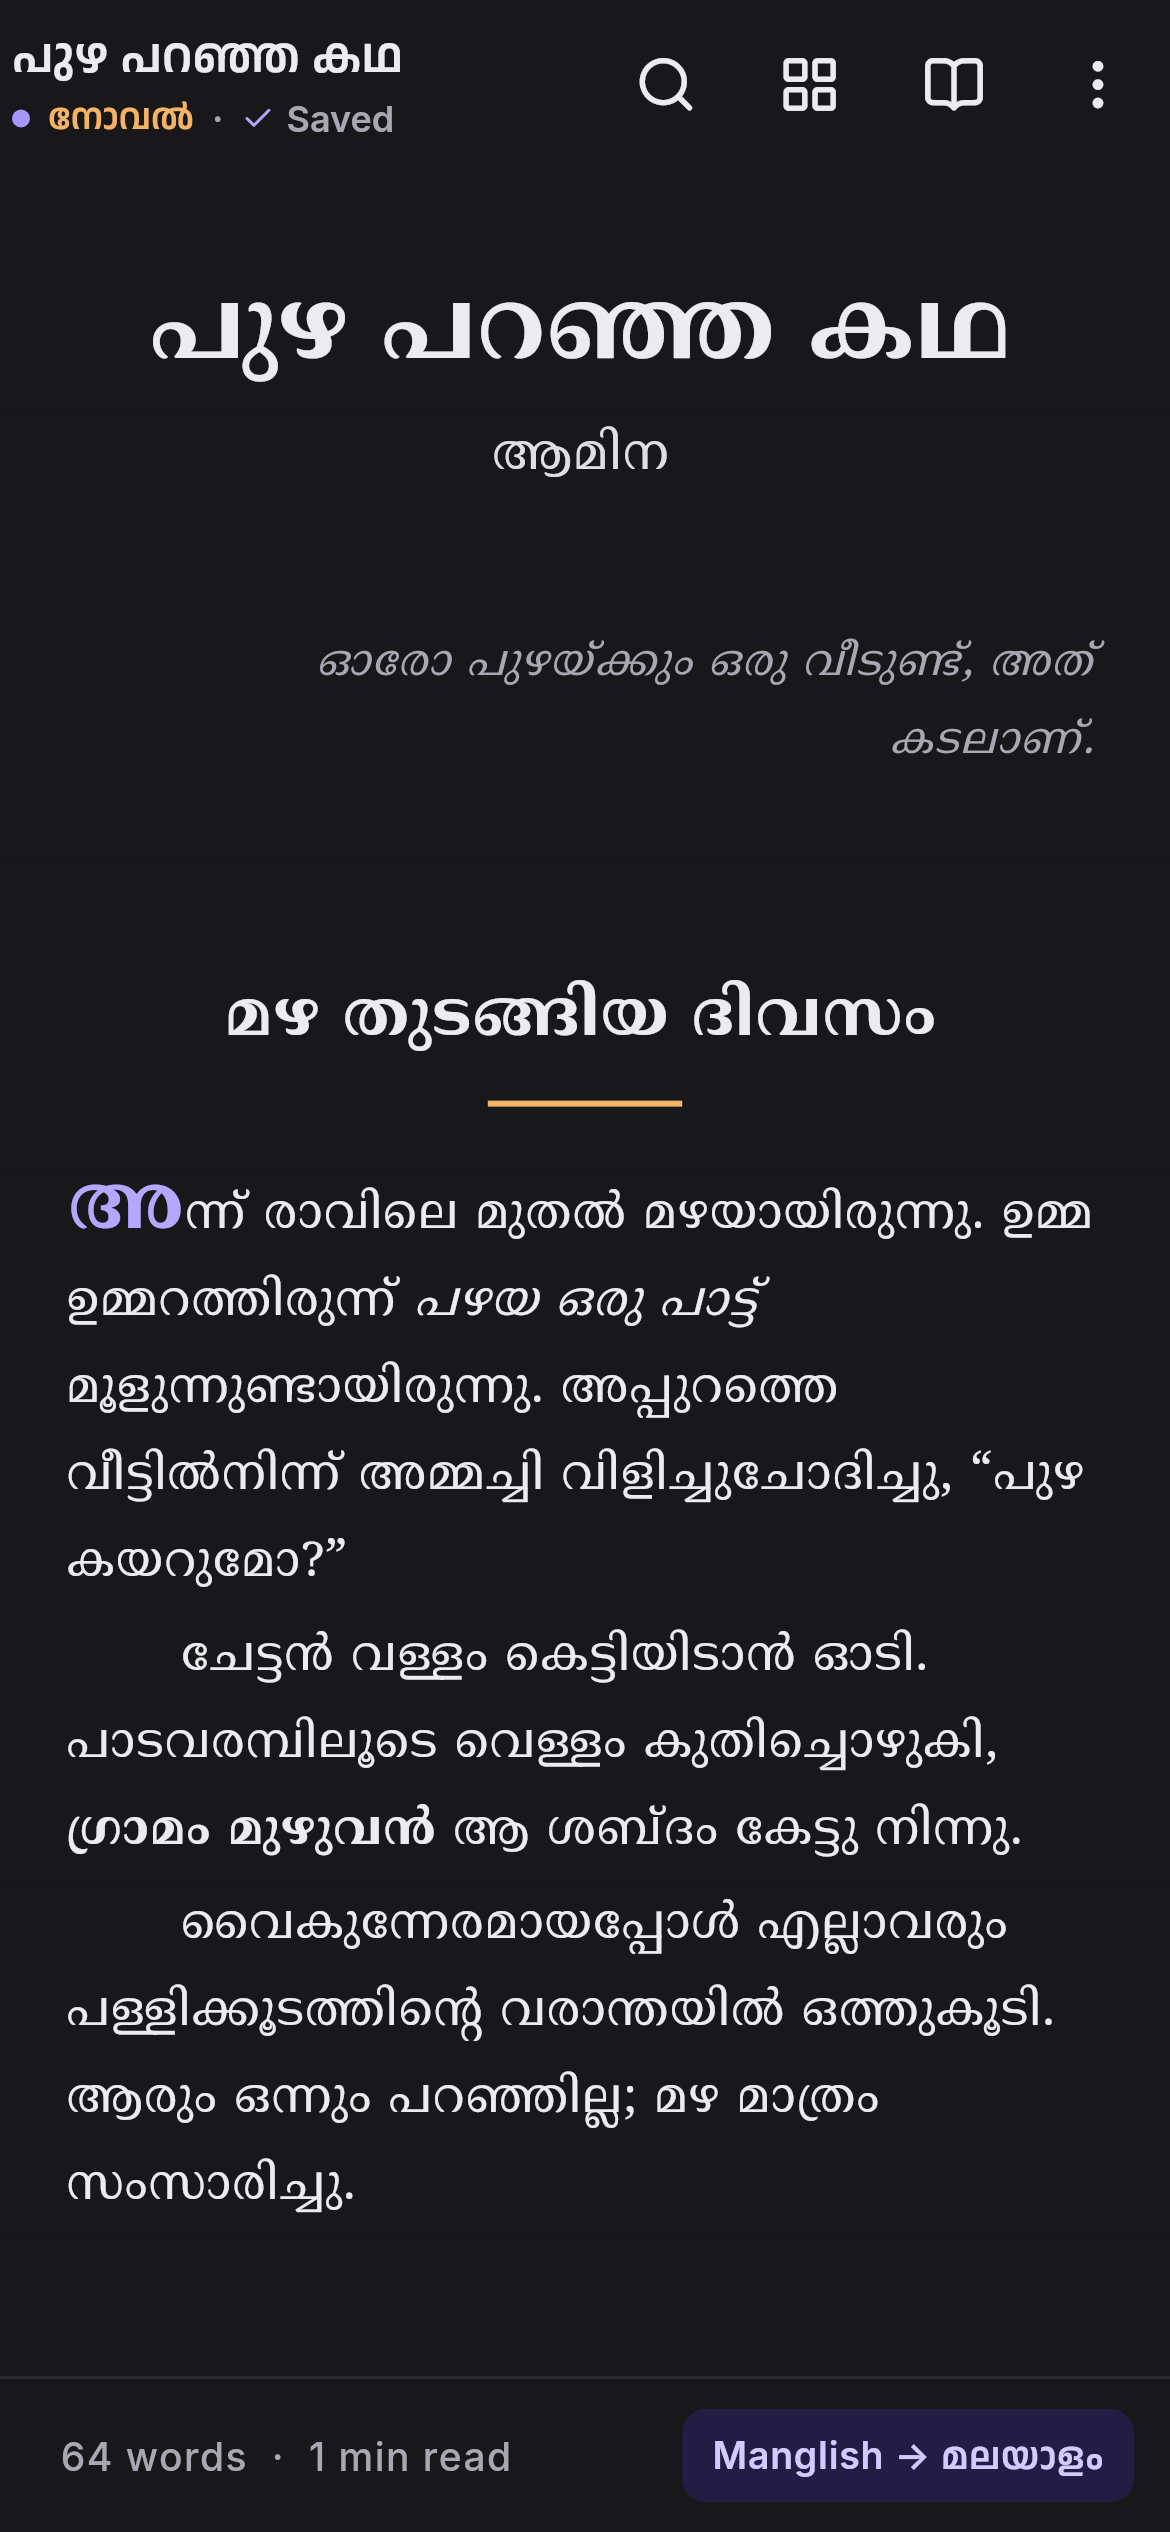 പുഴ പറഞ്ഞ കഥ
നോവൽ · ✓ Saved
പുഴ പറഞ്ഞ കഥ
ആമിന
ഓരോ പുഴയ്ക്കും ഒരു വീടുണ്ട്, അത്
കടലാണ്.
മഴ തുടങ്ങിയ ദിവസം
അന്ന് രാവിലെ മുതൽ മഴയായിരുന്നു. ഉമ്മ
ഉമ്മറത്തിരുന്ന് പഴയ ഒരു പാട്ട്
മൂളുന്നുണ്ടായിരുന്നു. അപ്പുറത്തെ
വീട്ടിൽനിന്ന് അമ്മച്ചി വിളിച്ചുചോദിച്ചു, “പുഴ
കയറുമോ?”
ചേട്ടൻ വള്ളം കെട്ടിയിടാൻ ഓടി.
പാടവരമ്പിലൂടെ വെള്ളം കുതിച്ചൊഴുകി,
ഗ്രാമം മുഴുവൻ ആ ശബ്ദം കേട്ടു നിന്നു.
വൈകുന്നേരമായപ്പോൾ എല്ലാവരും
പള്ളിക്കൂടത്തിന്റെ വരാന്തയിൽ ഒത്തുകൂടി.
ആരും ഒന്നും പറഞ്ഞില്ല; മഴ മാത്രം
സംസാരിച്ചു.
64 words · 1 min read
Manglish → മലയാളം